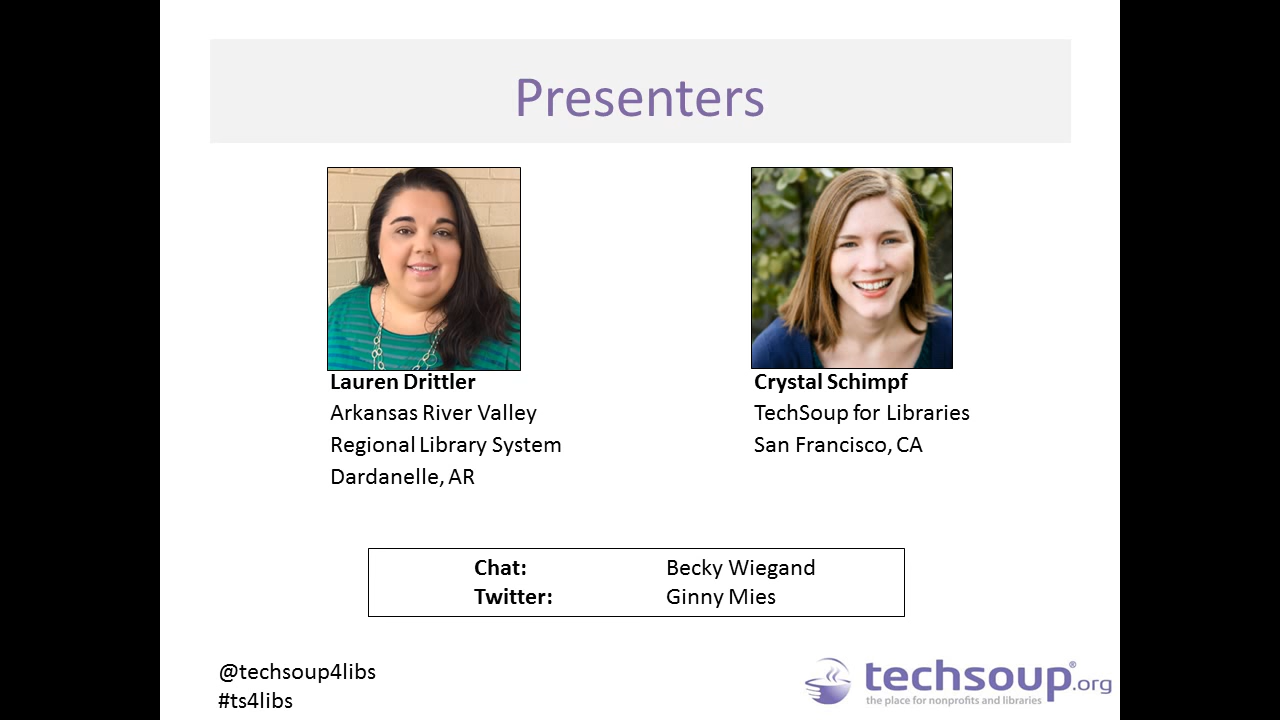 Presenters
Lauren Drittler
Arkansas River Valley
Regional Library System
Dardanelle, AR
Crystal Schimpf
TechSoup for Libraries
San Francisco, CA
Chat: Becky Wiegand
Twitter: Ginny Mies
@techsoup4libs
#ts4libs
techsoup®.org
the place for nonprofits and libraries